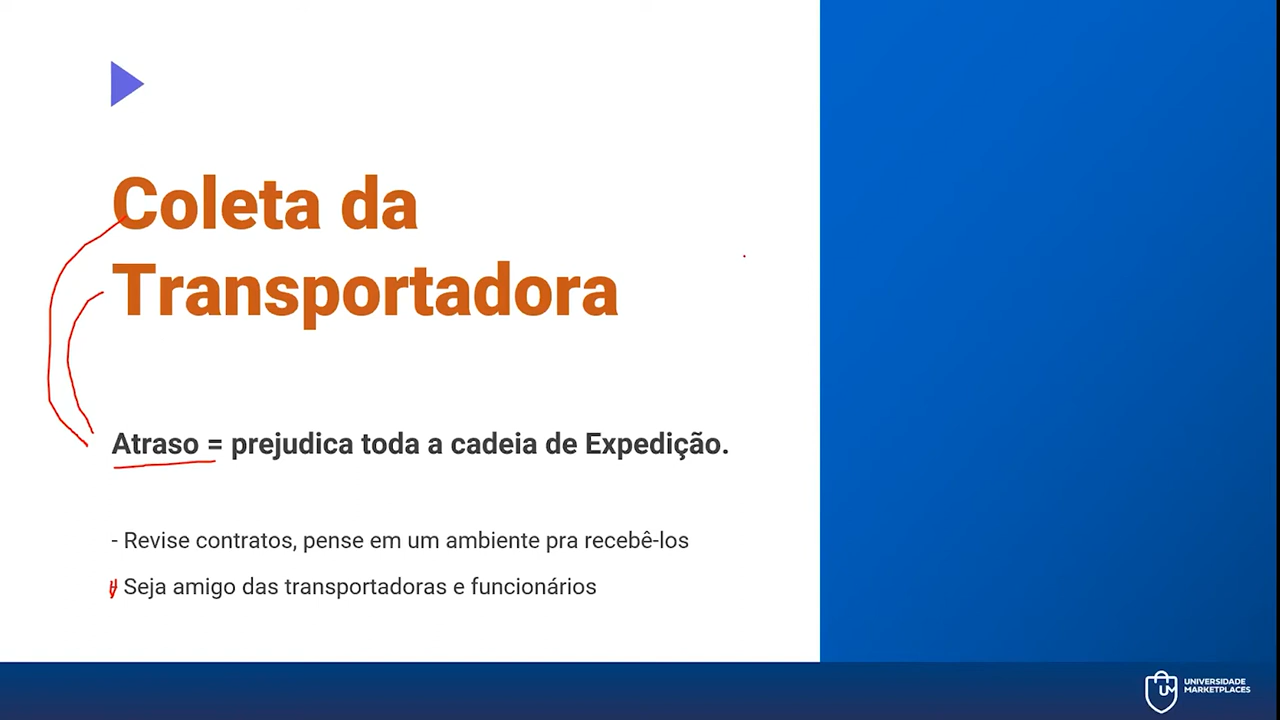 Coleta da
Transportadora
Atraso = prejudica toda a cadeia de Expedição.
- Revise contratos, pense em um ambiente pra recebê-los
Seja amigo das transportadoras e funcionários
UM
UNIVERSIDADE
MARKETPLACES